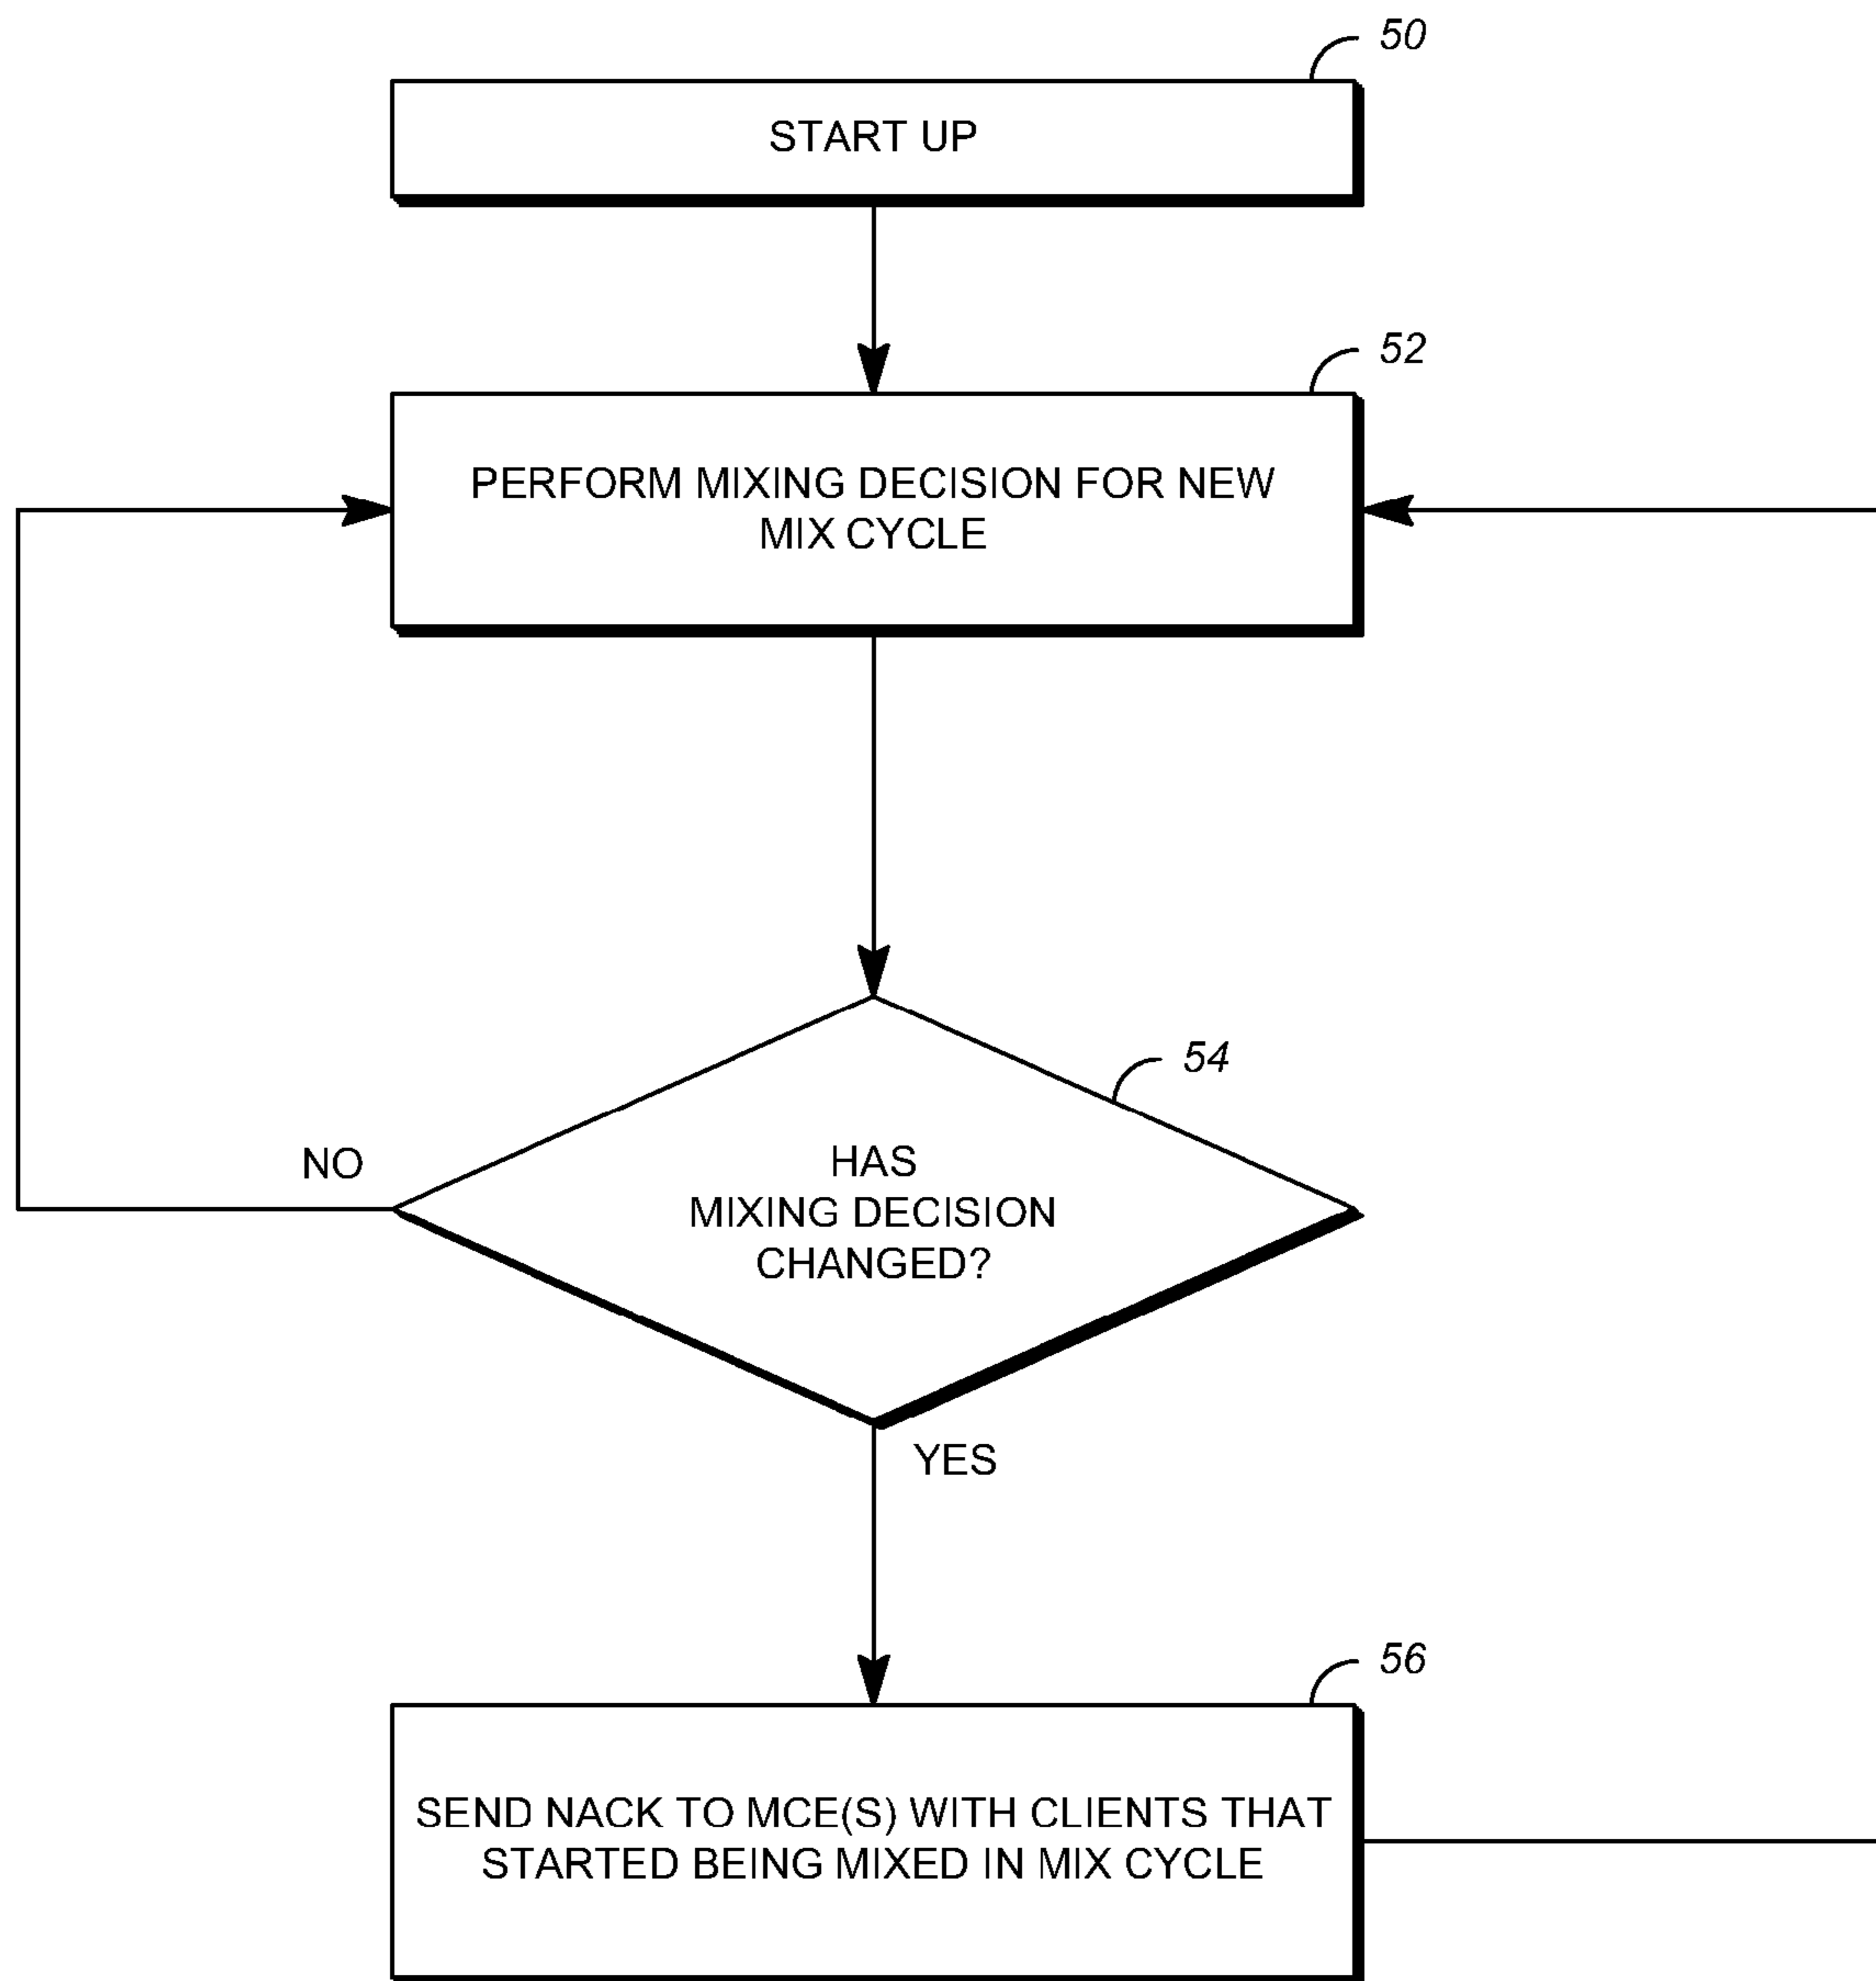 50
START UP
52
PERFORM MIXING DECISION FOR NEW
MIX CYCLE
54
HAS
MIXING DECISION
CHANGED?
NO
YES
56
SEND NACK TO MCE(S) WITH CLIENTS THAT
STARTED BEING MIXED IN MIX CYCLE